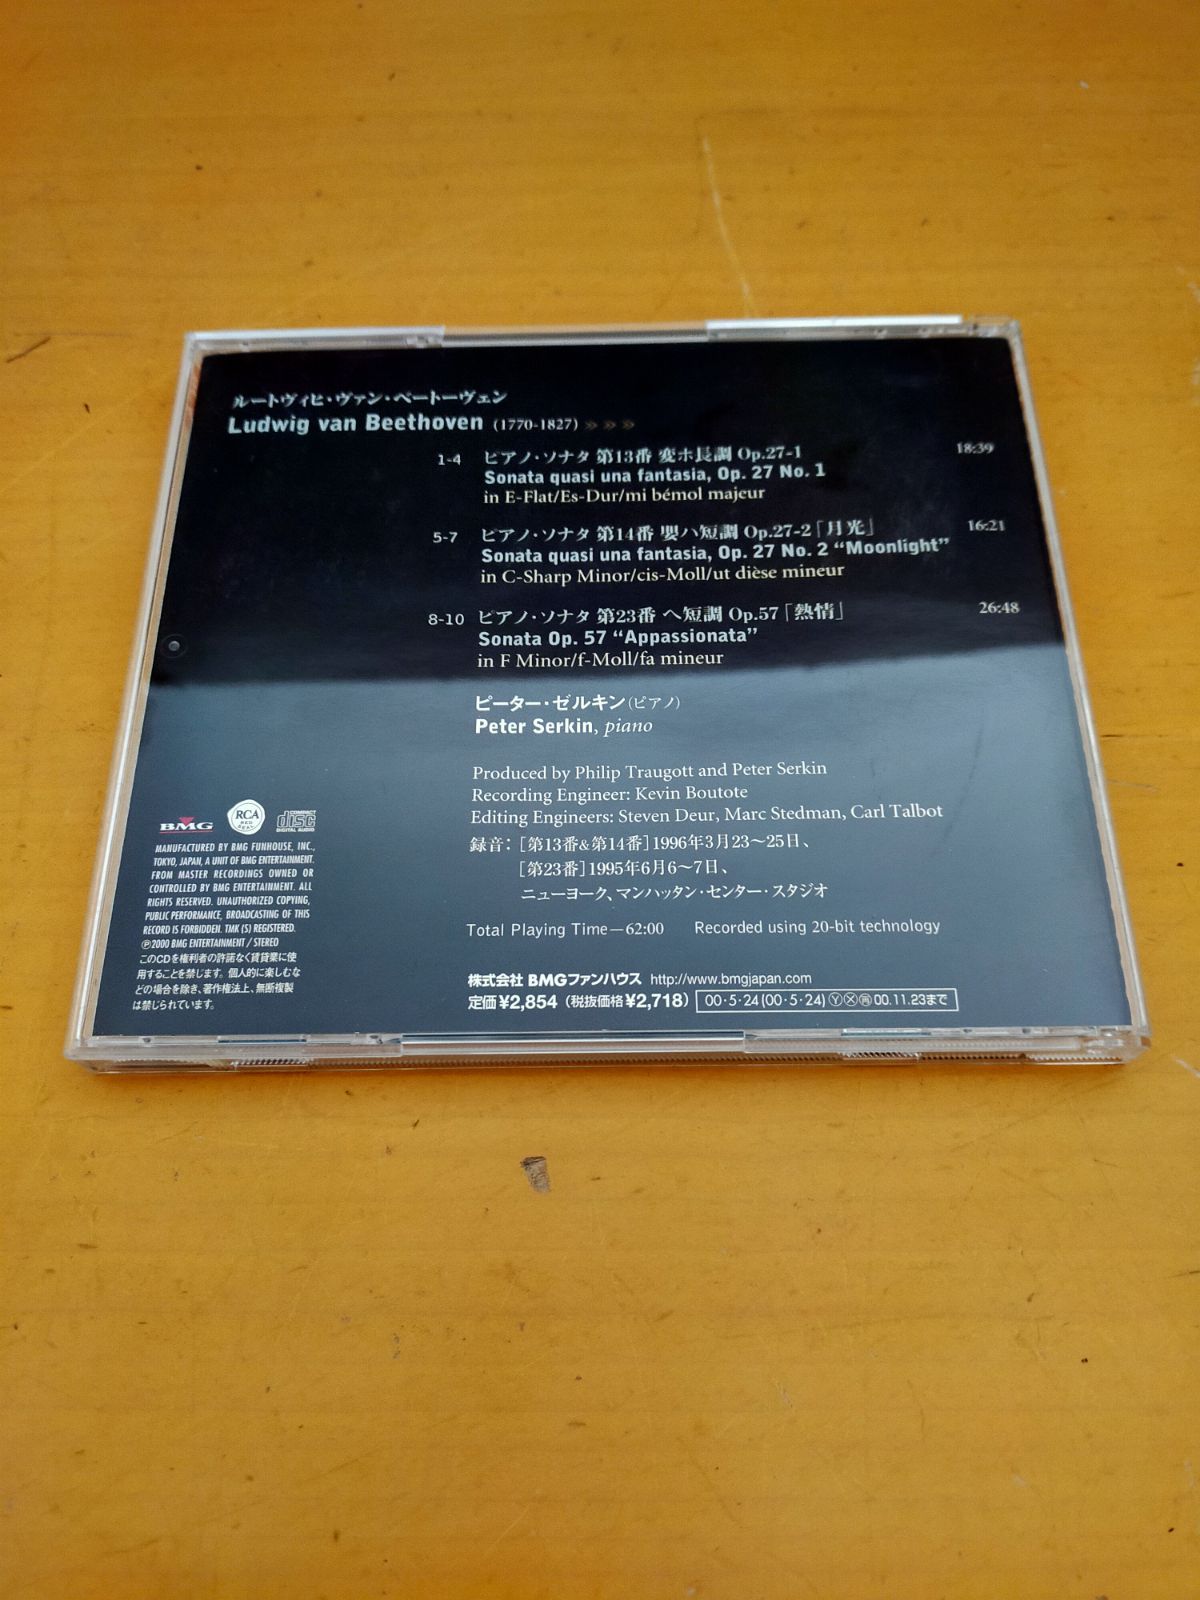 ルートヴィヒ・ヴァン・ベートーヴェン
Ludwig van Beethoven (1770-1827) >> >> >>
1-4 ピアノ・ソナタ 第13番 変ホ長調 Op.27-1 18:39
Sonata quasi una fantasia, Op. 27 No. 1
in E-Flat/Es-Dur/mi bémol majeur
5-7 ピアノ・ソナタ 第14番 嬰ハ短調 Op.27-2「月光」 16:21
Sonata quasi una fantasia, Op. 27 No. 2 “Moonlight”
in C-Sharp Minor/cis-Moll/ut dièse mineur
8-10 ピアノ・ソナタ 第23番 ヘ短調 Op.57「熱情」 26:48
Sonata Op. 57 “Appassionata”
in F Minor/f-Moll/fa mineur
ピーター・ゼルキン(ピアノ)
Peter Serkin, piano
Produced by Philip Traugott and Peter Serkin
Recording Engineer: Kevin Boutote
Editing Engineers: Steven Deur, Marc Stedman, Carl Talbot
録音:[第13番&第14番]1996年3月23〜25日、
[第23番]1995年6月6〜7日、
ニューヨーク、マンハッタン・センター・スタジオ
Total Playing Time—62:00 Recorded using 20-bit technology
株式会社 BMGファンハウス http://www.bmgjapan.com
定価¥2,854(税抜価格¥2,718) 00・5・24(00・5・24)ⓎⓧⓇ00.11.23まで
BMG
RCA
RED SEAL
COMPACT
disc
DIGITAL AUDIO
MANUFACTURED BY BMG FUNHOUSE, INC.,
TOKYO, JAPAN, A UNIT OF BMG ENTERTAINMENT.
FROM MASTER RECORDINGS OWNED OR
CONTROLLED BY BMG ENTERTAINMENT. ALL
RIGHTS RESERVED. UNAUTHORIZED COPYING,
PUBLIC PERFORMANCE, BROADCASTING OF THIS
RECORD IS FORBIDDEN. TMK (S) REGISTERED.
℗2000 BMG ENTERTAINMENT / STEREO
このCDを権利者の許諾なく賃貸業に使
用することを禁じます。個人的に楽しむな
どの場合を除き、著作権法上、無断複製
は禁じられています。